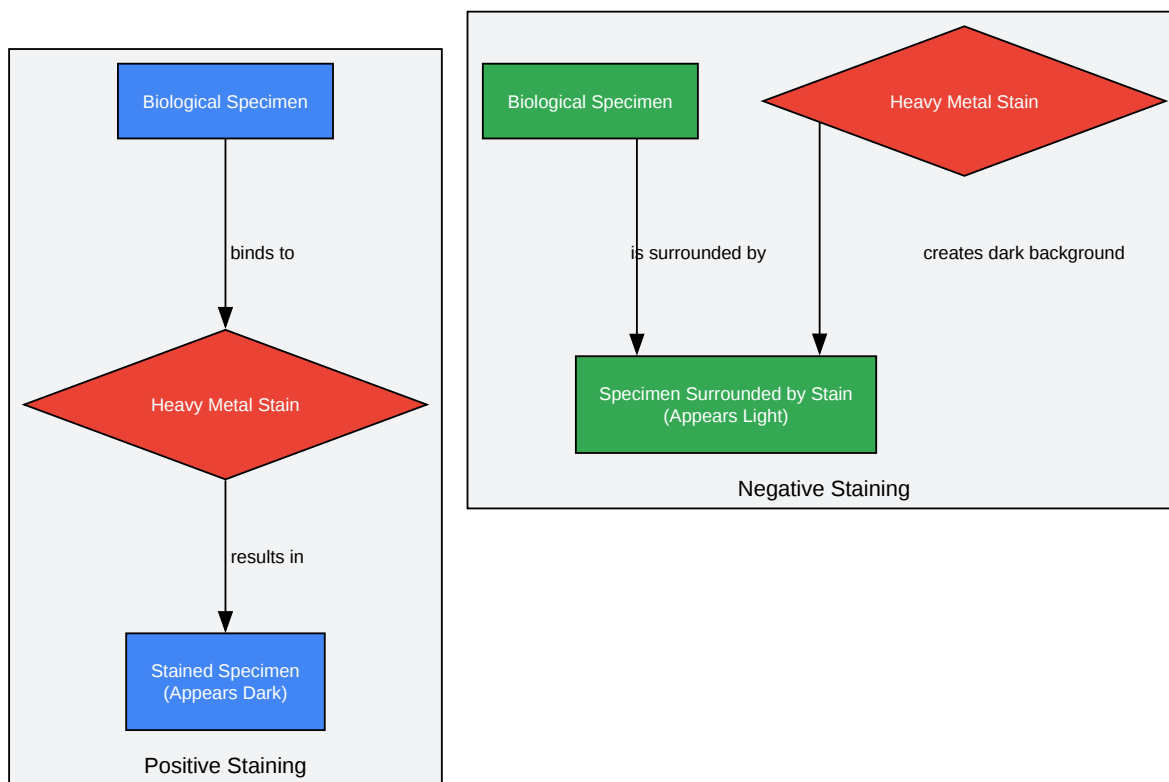 Biological Specimen
binds to
Heavy Metal Stain
results in
Stained Specimen
(Appears Dark)
Positive Staining
Biological Specimen
Heavy Metal Stain
is surrounded by
creates dark background
Specimen Surrounded by Stain
(Appears Light)
Negative Staining